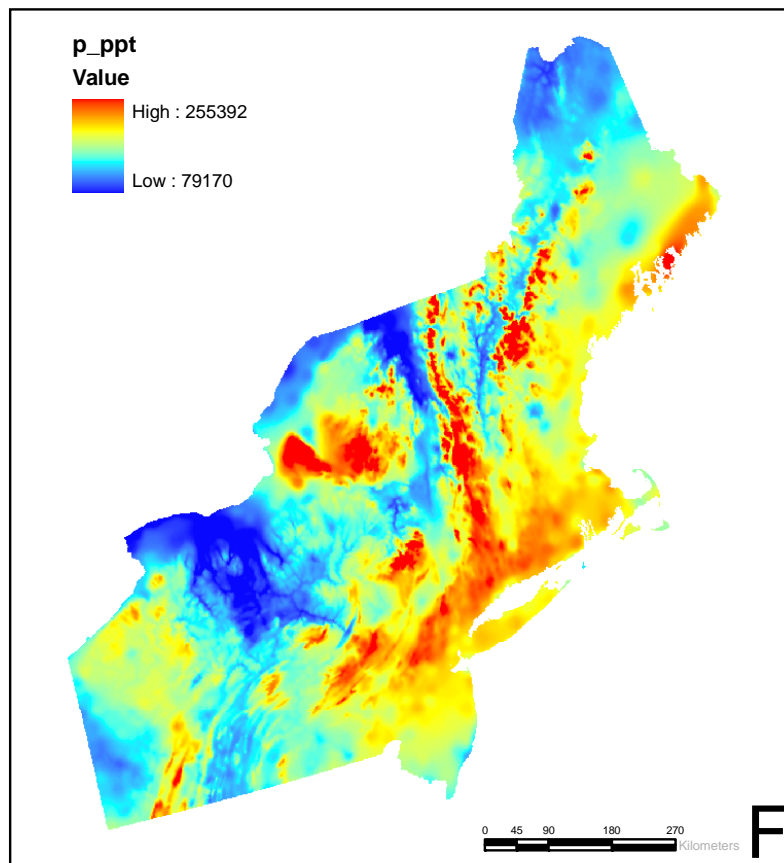 p_ppt
Value
High : 255392
Low : 79170
0 45 90 180 270
Kilometers
F